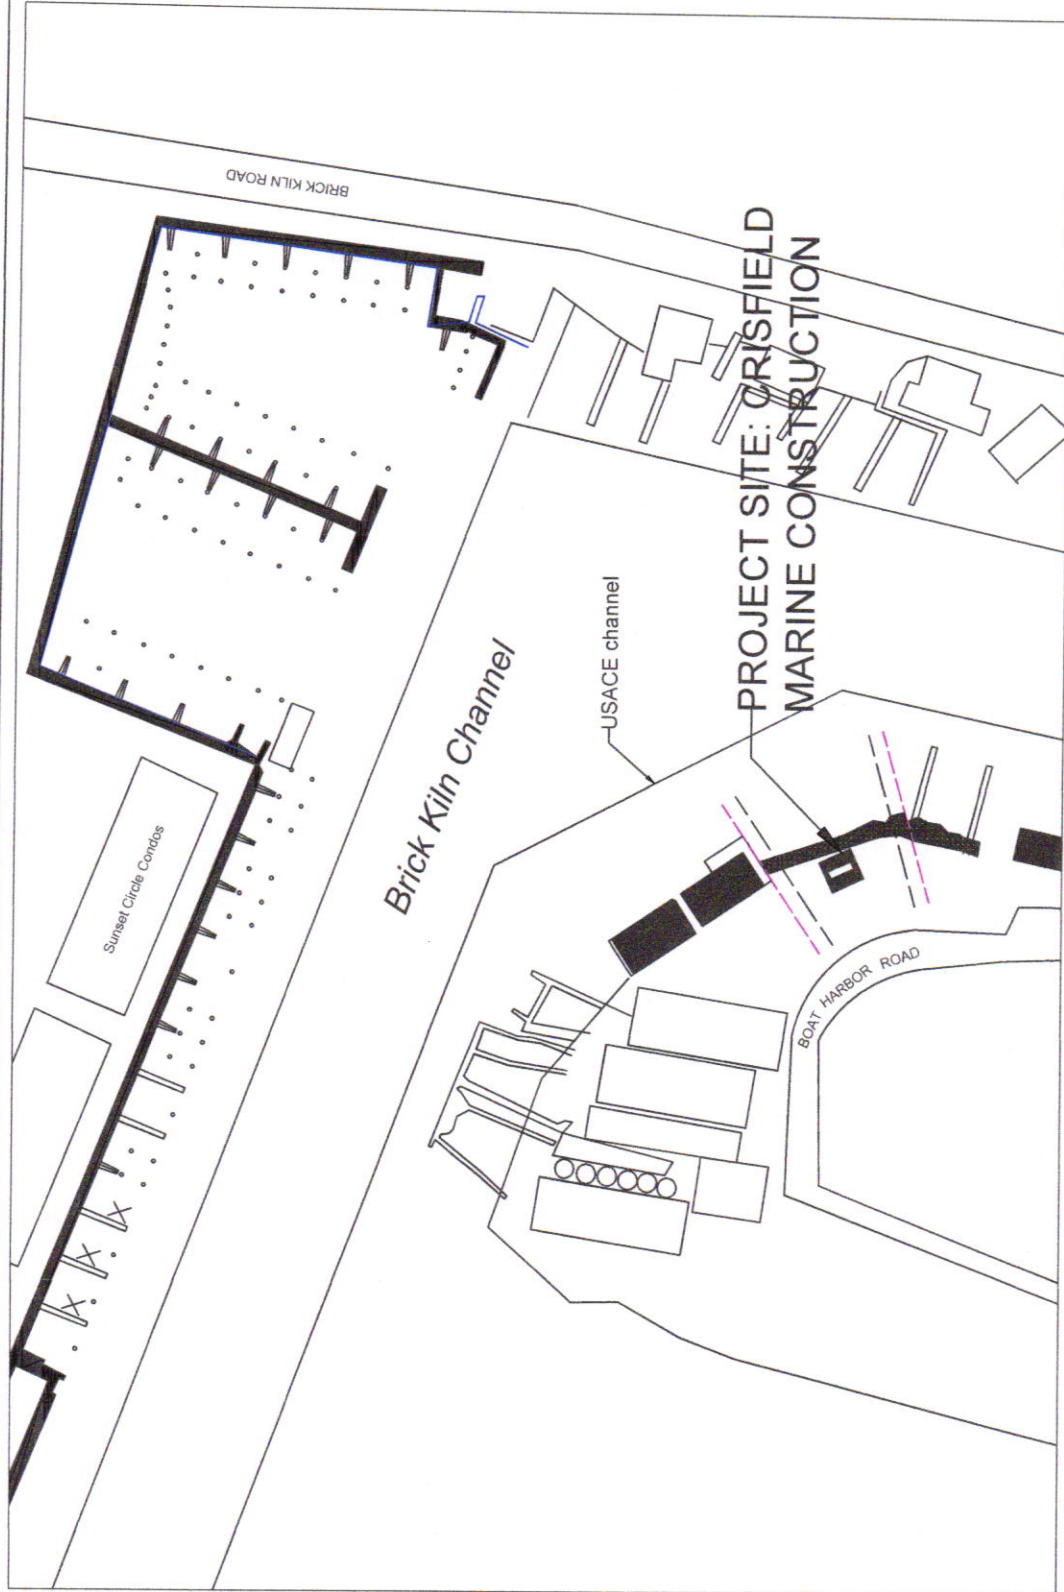 BRICK KILN ROAD
PROJECT SITE: CRISFIELD
MARINE CONSTRUCTION
USACE channel
Brick Kiln Channel
Sunset Circle Condos
BOAT HARBOR ROAD